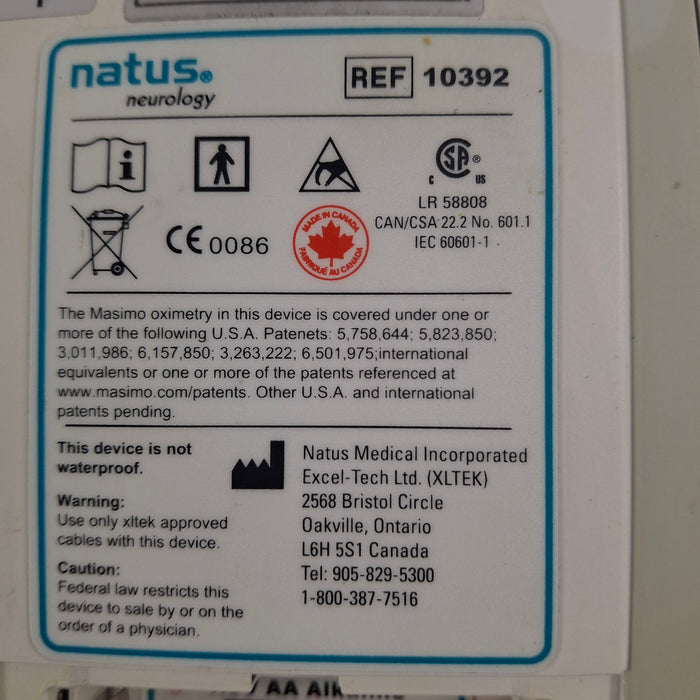 natus®
neurology
REF 10392
i
CSA®
C US
LR 58808
CAN/CSA 22.2 No. 601.1
IEC 60601-1
CE 0086
MADE IN CANADA
FABRIQUÉ AU CANADA
The Masimo oximetry in this device is covered under one or
more of the following U.S.A. Patenets: 5,758,644; 5,823,850;
3,011,986; 6,157,850; 3,263,222; 6,501,975;international
equivalents or one or more of the patents referenced at
www.masimo.com/patents. Other U.S.A. and international
patents pending.
This device is not
waterproof.
Warning:
Use only xltek approved
cables with this device.
Caution:
Federal law restricts this
device to sale by or on the
order of a physician.
Natus Medical Incorporated
Excel-Tech Ltd. (XLTEK)
2568 Bristol Circle
Oakville, Ontario
L6H 5S1 Canada
Tel: 905-829-5300
1-800-387-7516
AA